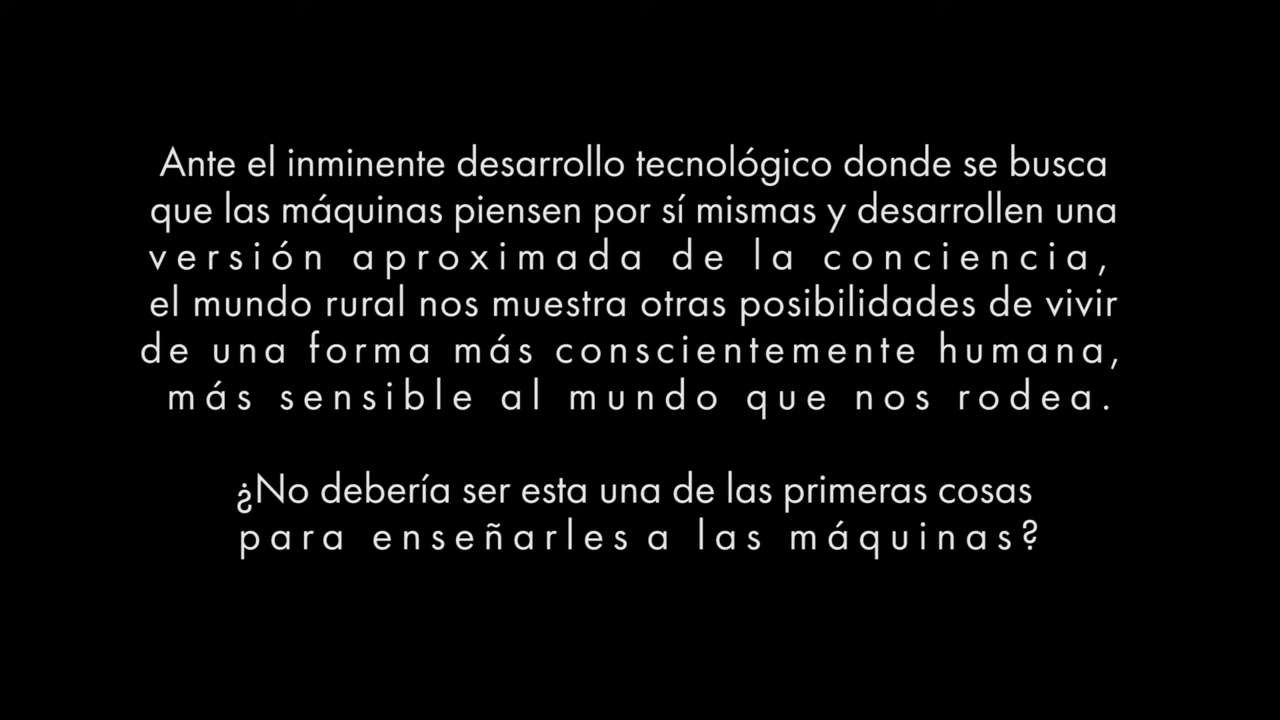 Ante el inminente desarrollo tecnológico donde se busca
que las máquinas piensen por sí mismas y desarrollen una
versión aproximada de la conciencia,
el mundo rural nos muestra otras posibilidades de vivir
de una forma más conscientemente humana,
más sensible al mundo que nos rodea.
¿No debería ser esta una de las primeras cosas
para enseñarles a las máquinas?